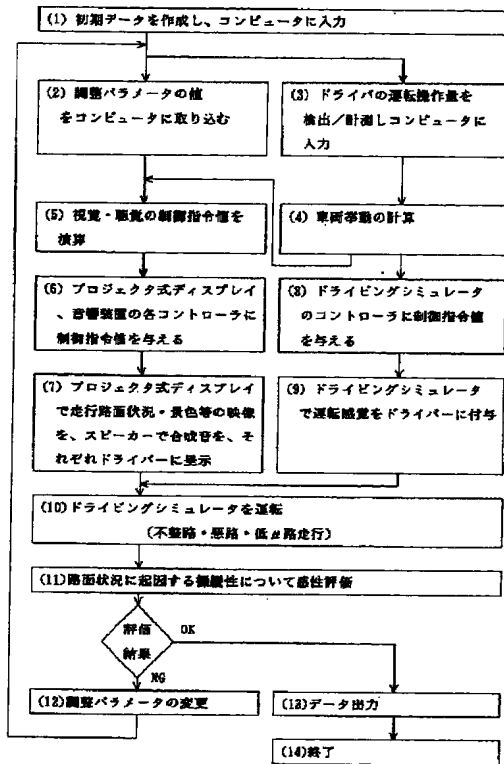 (1) 初期データを作成し、コンピュータに入力
(2) 調整パラメータの値
をコンピュータに取り込む
(3) ドライバの運転操作量を
検出/計測しコンピュータに
入力
(5) 視覚・聴覚の制御指令値を
演算
(4) 車両挙動の計算
(6) プロジェクタ式ディスプレイ
、音響装置の各コントローラに
制御指令値を与える
(8) ドライビングシミュレータ
のコントローラに制御指令値
を与える
(7) プロジェクタ式ディスプレイ
で走行路面状況・景色等の映像
を、スピーカーで合成音を、そ
れぞれドライバーに呈示
(9) ドライビングシミュレータ
で運転感覚をドライバーに付与
(10)ドライビングシミュレータを運転
(不整路・悪路・低μ路走行)
(11)路面状況に起因する操縦性について感性評価
評価
結果
OK
NG
(12)調整パラメータの変更
(13)データ出力
(14)終了